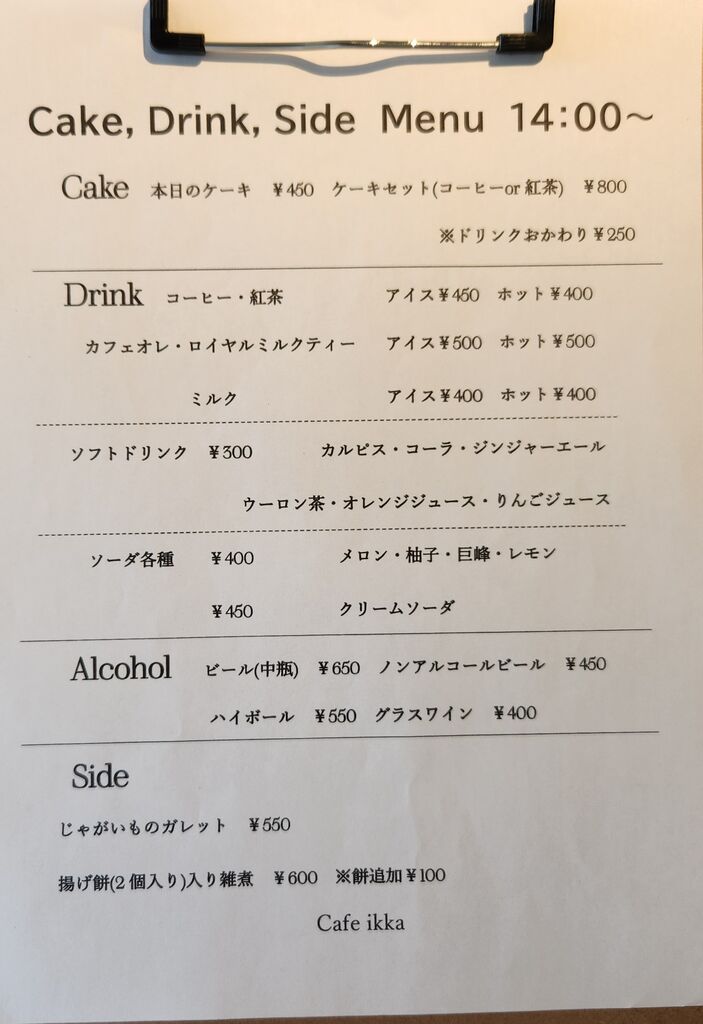 Cake, Drink, Side Menu 14:00～
Cake 本日のケーキ ¥450 ケーキセット(コーヒーor 紅茶) ¥800
※ドリンクおかわり¥250
Drink コーヒー・紅茶 アイス¥450 ホット¥400
カフェオレ・ロイヤルミルクティー アイス¥500 ホット¥500
ミルク アイス¥400 ホット¥400
ソフトドリンク ¥300 カルピス・コーラ・ジンジャーエール
ウーロン茶・オレンジジュース・りんごジュース
ソーダ各種 ¥400 メロン・柚子・巨峰・レモン
¥450 クリームソーダ
Alcohol ビール(中瓶) ¥650 ノンアルコールビール ¥450
ハイボール ¥550 グラスワイン ¥400
Side
じゃがいものガレット ¥550
揚げ餅(2 個入り)入り雑煮 ¥600 ※餅追加¥100
Cafe ikka